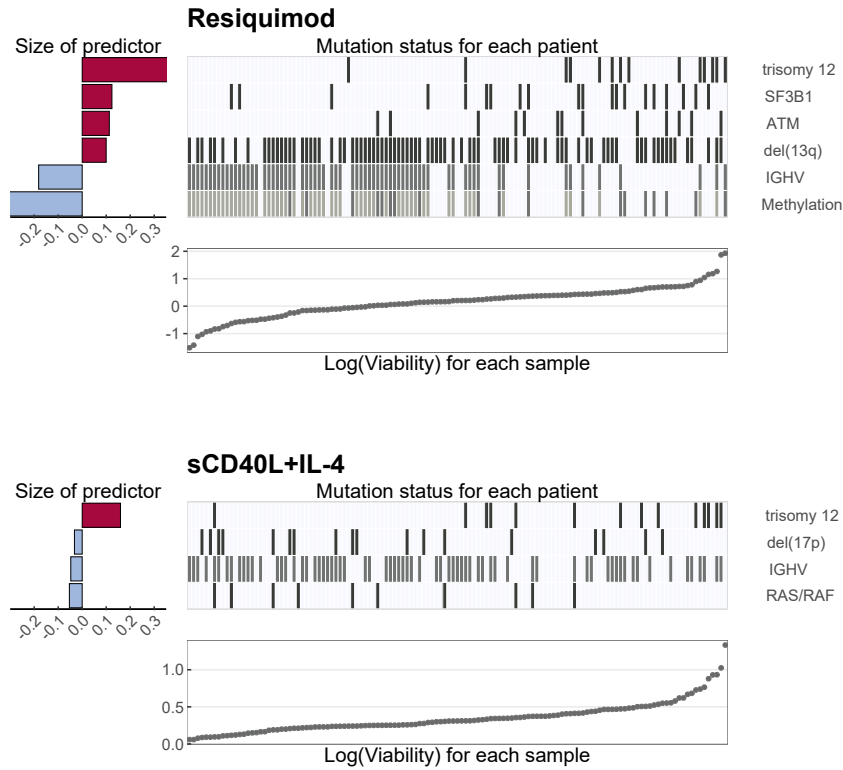 Resiquimod
Size of predictor
Mutation status for each patient
trisomy 12
SF3B1
ATM
del(13q)
IGHV
Methylation
-0.2 -0.1 0.0 0.1 0.2 0.3
2
1
0
-1
Log(Viability) for each sample
sCD40L+IL-4
Size of predictor
Mutation status for each patient
trisomy 12
del(17p)
IGHV
RAS/RAF
-0.2 -0.1 0.0 0.1 0.2 0.3
1.0
0.5
0.0
Log(Viability) for each sample